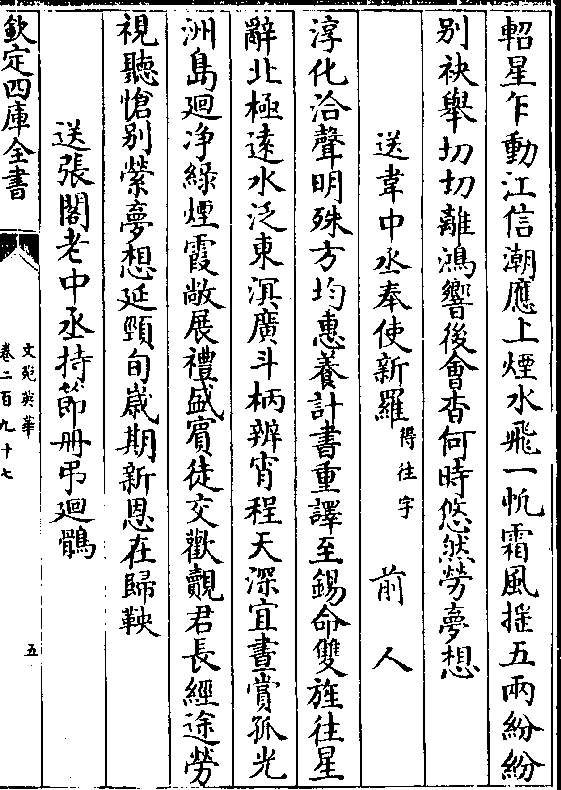 軺星乍動江信潮應上煙水飛一帆霜風摇五兩紛紛
别袂舉切切離鴻響後會杳何時悠然勞夢想
送韋中丞奉使新羅得往字 前人
淳化洽聲明殊方均惠養計書重譯至錫命雙旌往星
辭北極逺水泛東溟廣斗柄辨宵程天深宜晝賞孤光
洲島迴净緑煙霞敞展禮盛賓徒交歡覿君長經途勞
視聽愴别縈夢想延頸旬歳期新恩在歸鞅
送張閣老中丞持節冊弔廻鶻
欽定四庫全書
文苑英華
卷二百九十七
五